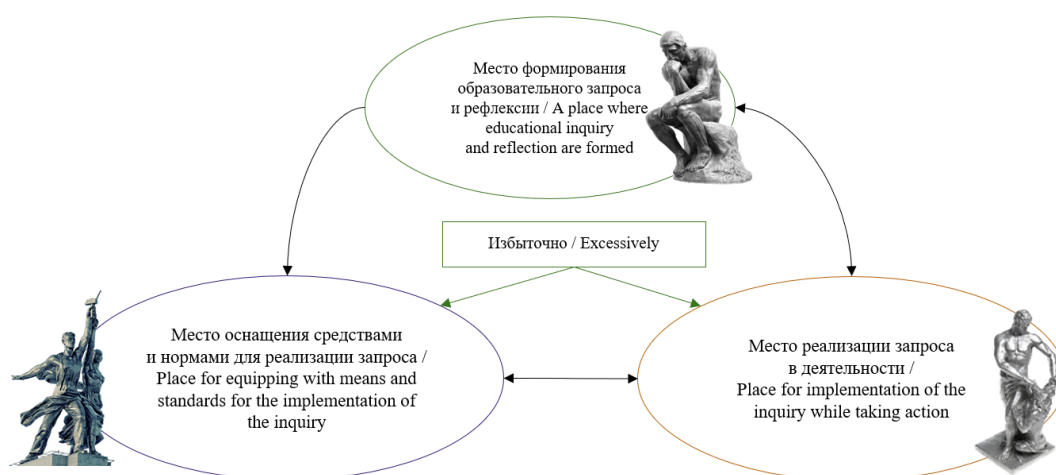 Место формирования
образовательного запроса
и рефлексии / A place where
educational inquiry
and reflection are formed
Избыточно / Excessively
Место оснащения средствами
и нормами для реализации запроса /
Place for equipping with means and
standards for the implementation of
the inquiry
Место реализации запроса
в деятельности /
Place for implementation of the
inquiry while taking action